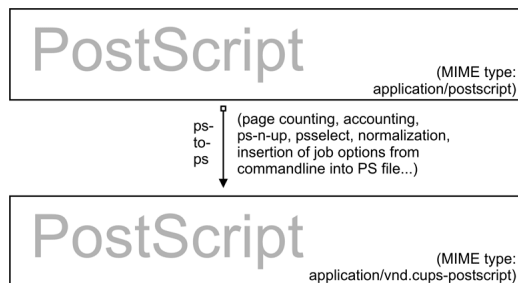 PostScript
(MIME type:
application/postscript)
ps-
to-
ps
(page counting, accounting,
ps-n-up, psselect, normalization,
insertion of job options from
commandline into PS file...)
PostScript
(MIME type:
application/vnd.cups-postscript)